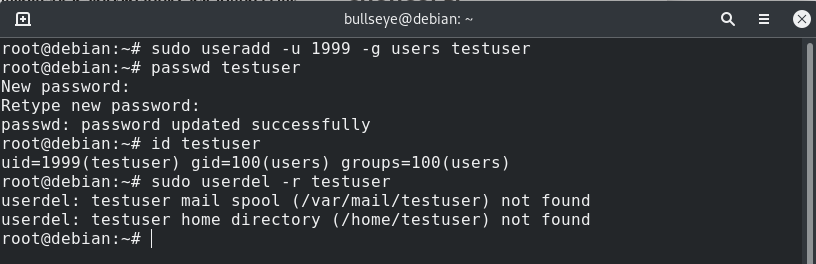 bullseye@debian: ~
root@debian:~# sudo useradd -u 1999 -g users testuser
root@debian:~# passwd testuser
New password:
Retype new password:
passwd: password updated successfully
root@debian:~# id testuser
uid=1999(testuser) gid=100(users) groups=100(users)
root@debian:~# sudo userdel -r testuser
userdel: testuser mail spool (/var/mail/testuser) not found
userdel: testuser home directory (/home/testuser) not found
root@debian:~#